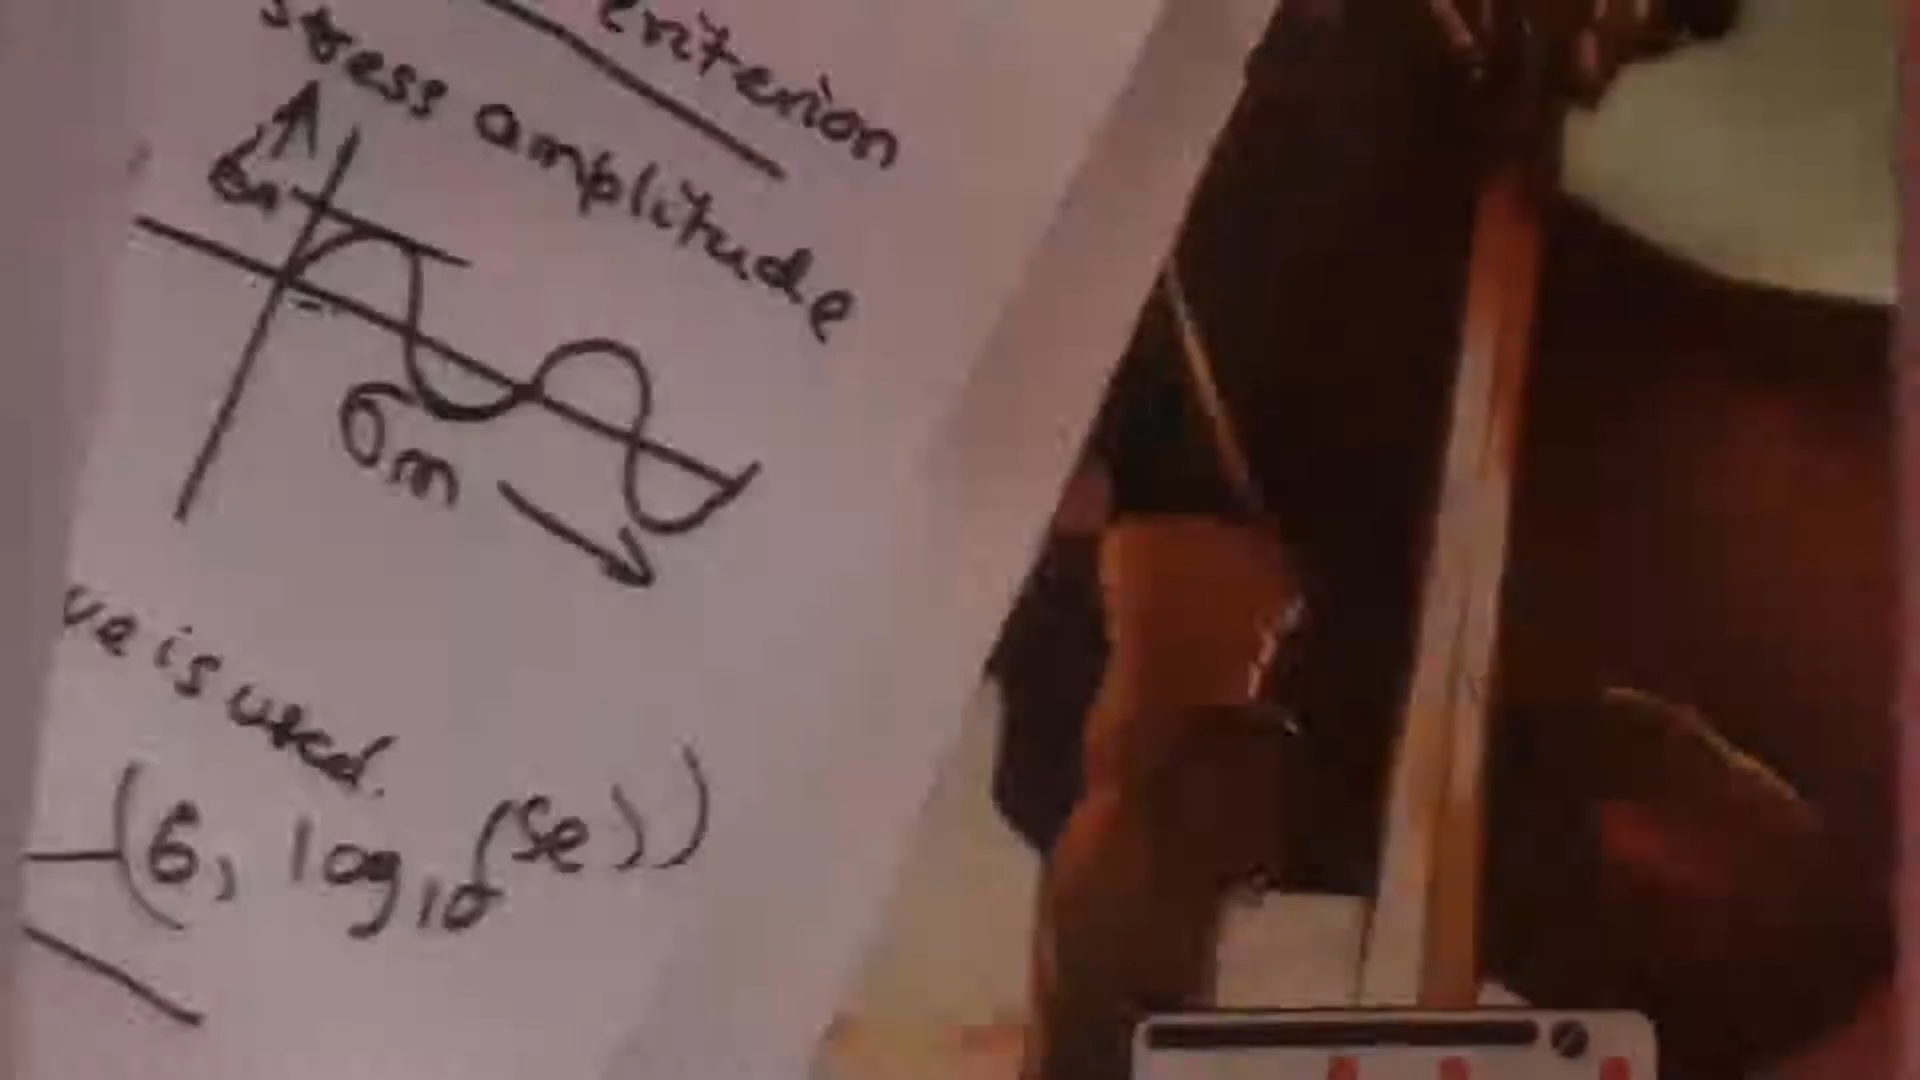 criterion
stress amplitude
σa
σm
ve is used.
(6, log10(Se))